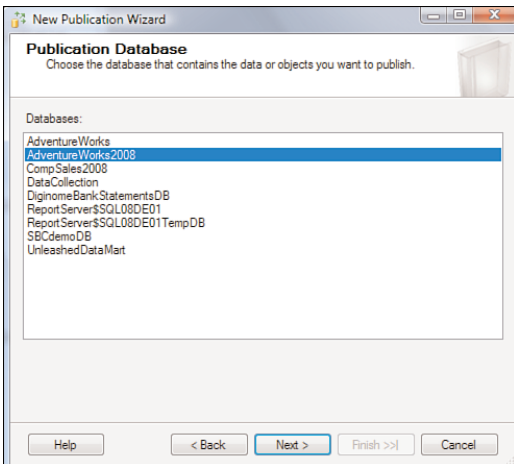 New Publication Wizard
Publication Database
Choose the database that contains the data or objects you want to publish.
Databases:
AdventureWorks
AdventureWorks2008
CompSales2008
DataCollection
DiginomeBankStatementsDB
ReportServer$SQL08DE01
ReportServer$SQL08DE01TempDB
SBCdemoDB
UnleashedDataMart
Help < Back Next > Finish >>| Cancel